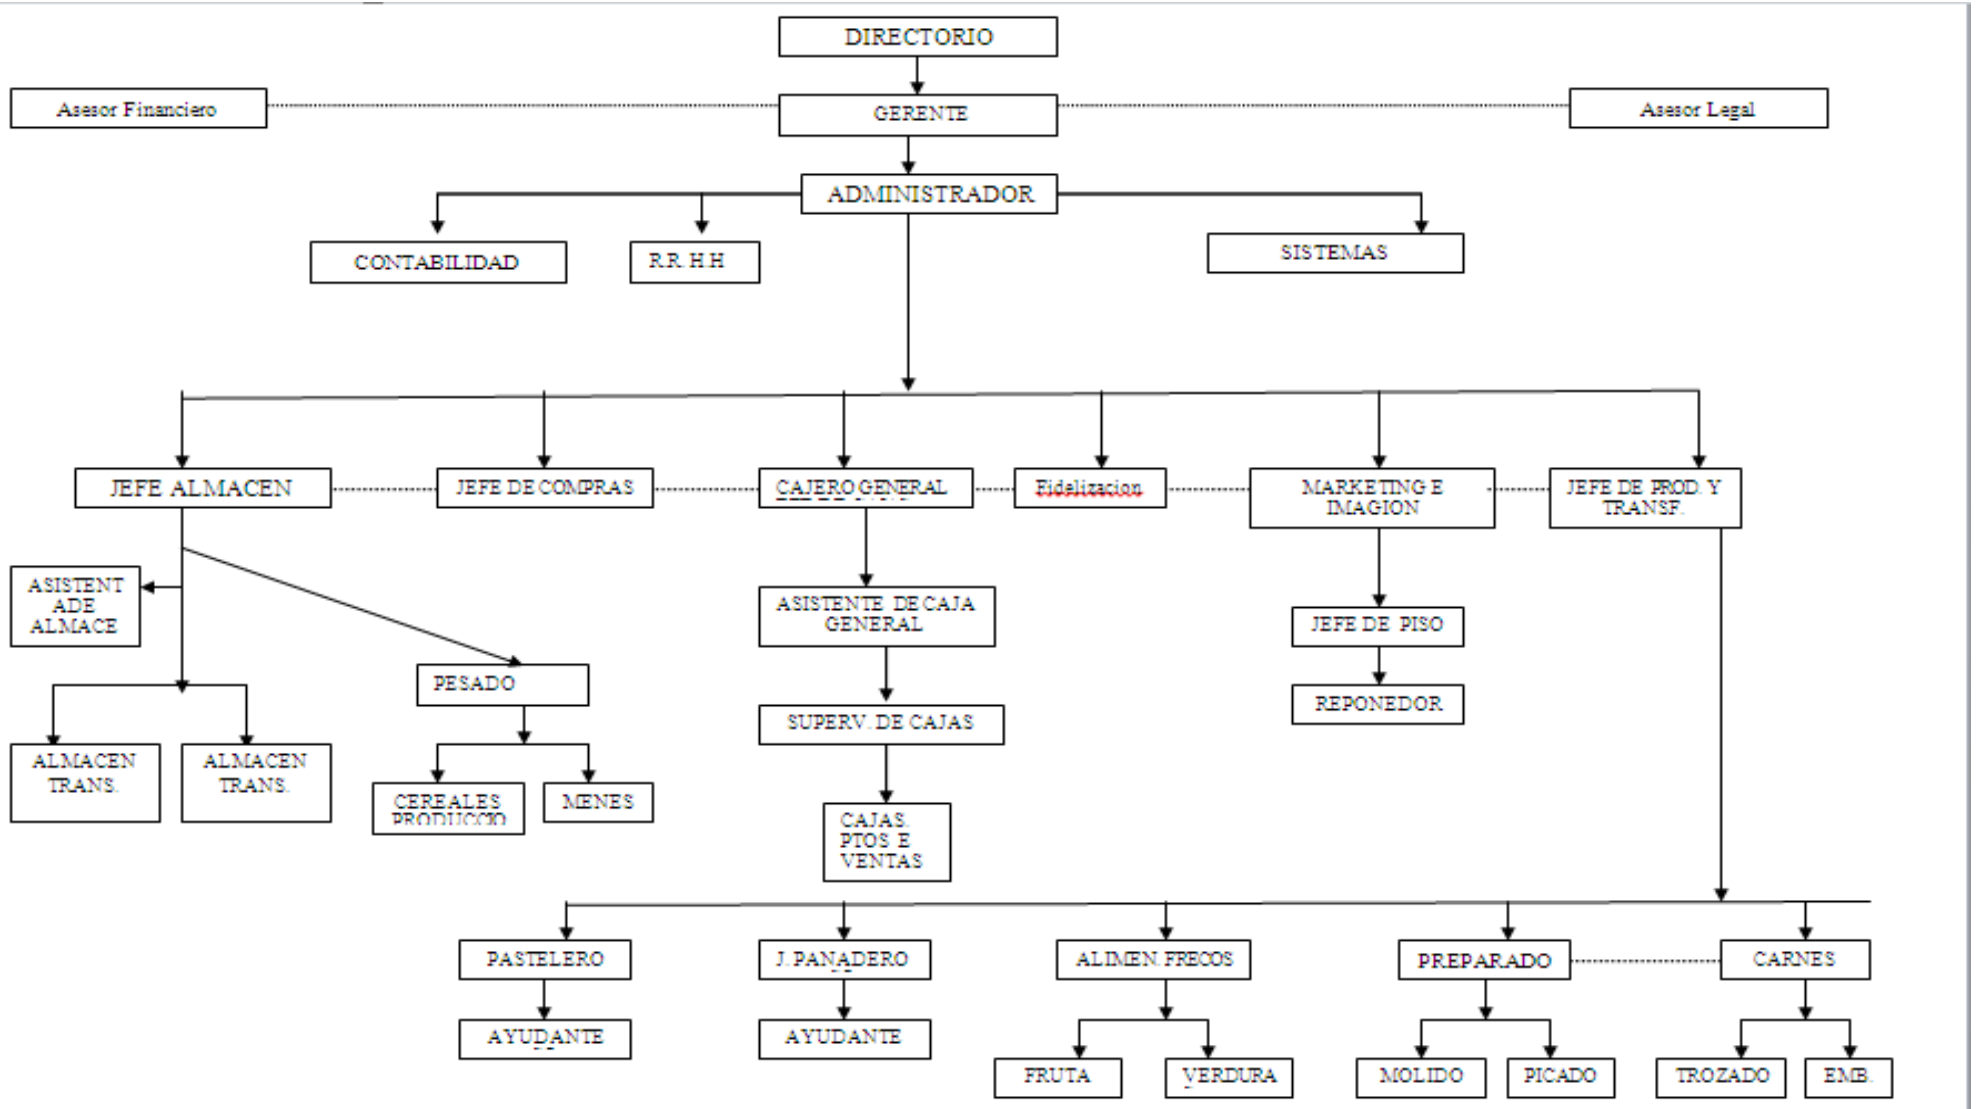 DIRECTORIO
Asesor Financiero
GERENTE
Asesor Legal
ADMINISTRADOR
CONTABILIDAD
R.R. H.H
SISTEMAS
JEFE ALMACEN
JEFE DE COMPRAS
CAJERO GENERAL
Fidelizacion
MARKETING E
IMAGION
JEFE DE PROD. Y
TRANSF.
ASISTENT
ADE
ALMACE
ASISTENTE DE CAJA
GENERAL
JEFE DE PISO
PESADO
REPONEDOR
SUPERV. DE CAJAS
ALMACEN
TRANS.
ALMACEN
TRANS.
CEREALES
PRODUCCIO
MENES
CAJAS.
PTOS. E
VENTAS
PASTELERO
J. PANADERO
ALIMEN. FRECOS
PREPARADO
CARNES
AYUDANTE
AYUDANTE
FRUTA
VERDURA
MOLIDO
PICADO
TROZADO
EMB.